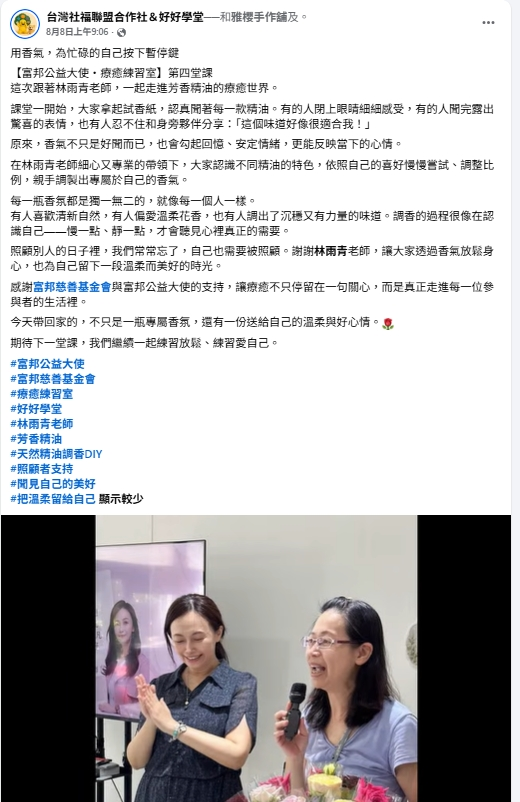 台灣社福聯盟合作社＆好好學堂──和雅櫻手作舖及。
8月8日上午9:06
用香氣，為忙碌的自己按下暫停鍵
【富邦公益大使・療癒練習室】第四堂課
這次跟著林雨青老師，一起走進芳香精油的療癒世界。
課堂一開始，大家拿起試香紙，認真聞著每一款精油。有的人閉上眼睛細細感受，有的人聞完露出
驚喜的表情，也有人忍不住和身旁夥伴分享：「這個味道好像很適合我！」
原來，香氣不只是好聞而已，也會勾起回憶、安定情緒，更能反映當下的心情。
在林雨青老師細心又專業的帶領下，大家認識不同精油的特色，依照自己的喜好慢慢嘗試、調整比
例，親手調製出專屬於自己的香氣。
每一瓶香氛都是獨一無二的，就像每一個人一樣。
有人喜歡清新自然，有人偏愛溫柔花香，也有人調出了沉穩又有力量的味道。調香的過程很像在認
識自己——慢一點、靜一點，才會聽見心裡真正的需要。
照顧別人的日子裡，我們常常忘了，自己也需要被照顧。謝謝林雨青老師，讓大家透過香氣放鬆身
心，也為自己留下一段溫柔而美好的時光。
感謝富邦慈善基金會與富邦公益大使的支持，讓療癒不只停留在一句關心，而是真正走進每一位參
與者的生活裡。
今天帶回家的，不只是一瓶專屬香氛，還有一份送給自己的溫柔與好心情。🌹
期待下一堂課，我們繼續一起練習放鬆、練習愛自己。
#富邦公益大使
#富邦慈善基金會
#療癒練習室
#好好學堂
#林雨青老師
#芳香精油
#天然精油調香DIY
#照顧者支持
#聞見自己的美好
#把溫柔留給自己 顯示較少